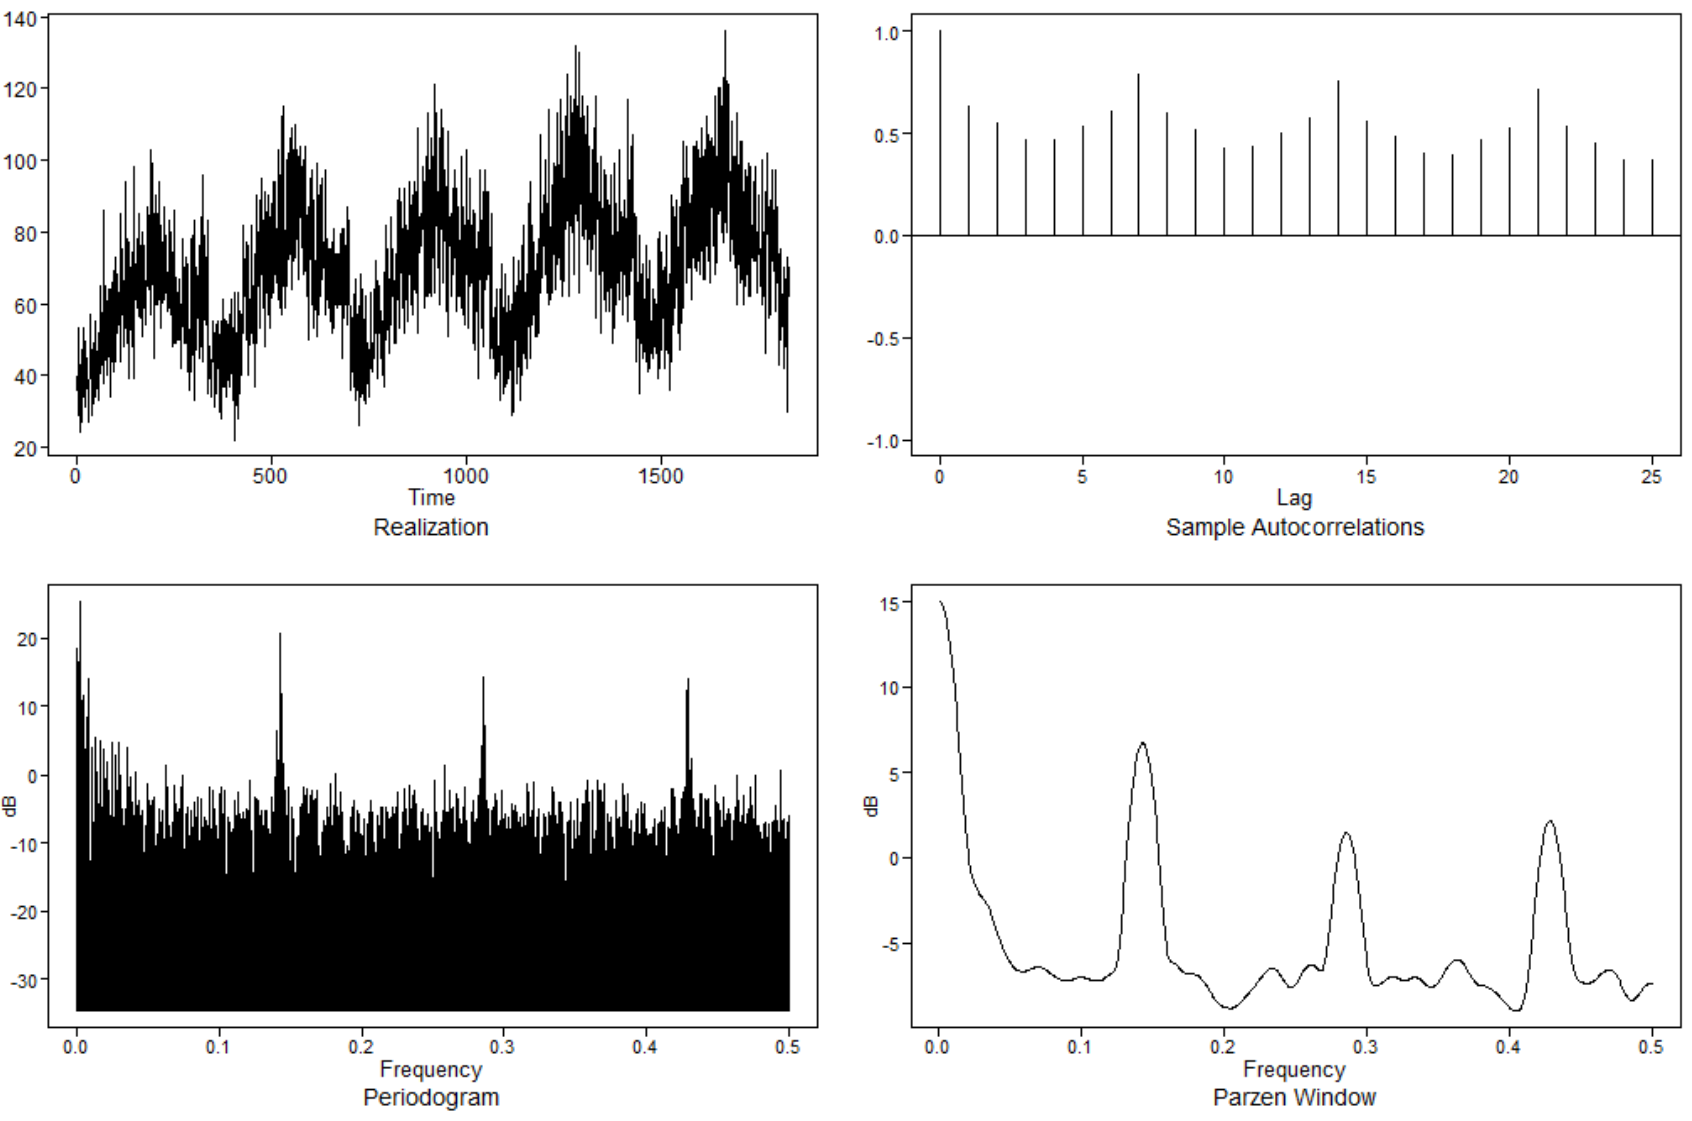 140
120
100
80
60
40
20
0 500 1000 1500
Time
Realization
1.0
0.5
0.0
-0.5
-1.0
0 5 10 15 20 25
Lag
Sample Autocorrelations
20
10
0
-10
-20
-30
dB
0.0 0.1 0.2 0.3 0.4 0.5
Frequency
Periodogram
15
10
5
0
-5
dB
0.0 0.1 0.2 0.3 0.4 0.5
Frequency
Parzen Window